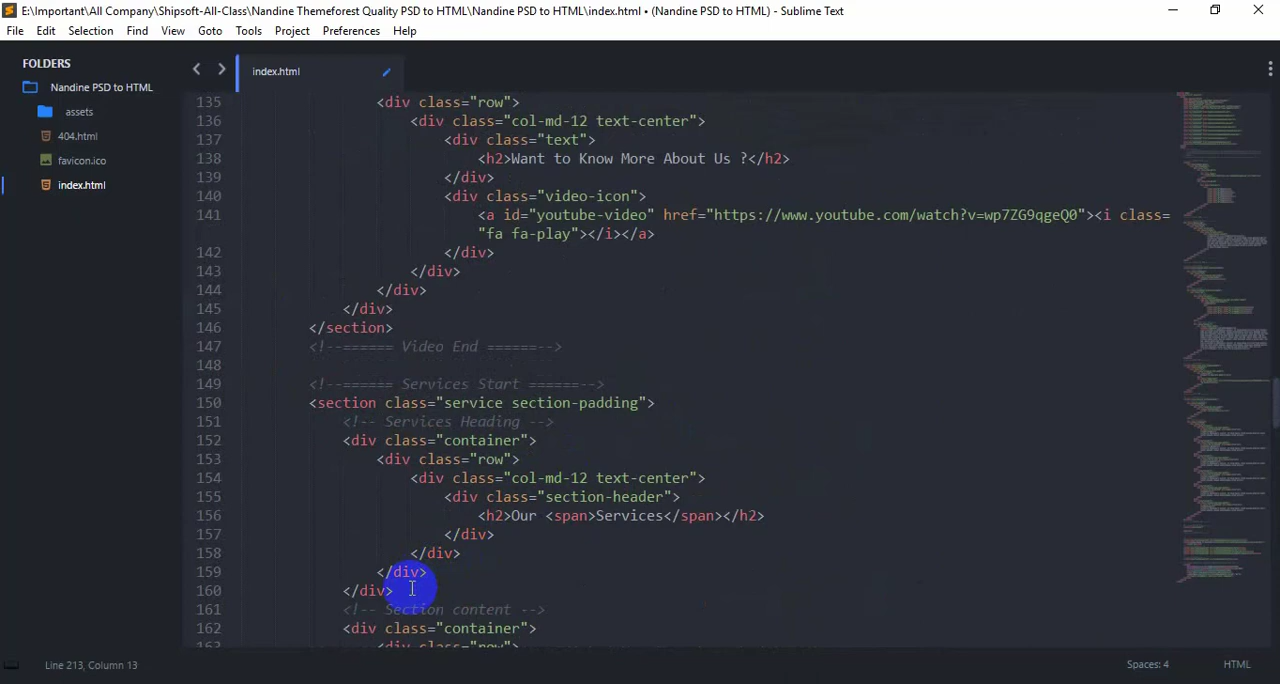 E:\Important\All Company\Shipsoft-All-Class\Nandine Themeforest Quality PSD to HTML\Nandine PSD to HTML\index.html • (Nandine PSD to HTML) - Sublime Text
File Edit Selection Find View Goto Tools Project Preferences Help
FOLDERS
Nandine PSD to HTML
assets
404.html
favicon.ico
index.html
index.html
135 <div class="row">
136 <div class="col-md-12 text-center">
137 <div class="text">
138 <h2>Want to Know More About Us ?</h2>
139 </div>
140 <div class="video-icon">
141 <a id="youtube-video" href="https://www.youtube.com/watch?v=wp7ZG9qgeQ0"><i class=
"fa fa-play"></i></a>
142 </div>
143 </div>
144 </div>
145 </div>
146 </section>
147 <!--====== Video End ======-->
148
149 <!--====== Services Start ======-->
150 <section class="service section-padding">
151 <!-- Services Heading -->
152 <div class="container">
153 <div class="row">
154 <div class="col-md-12 text-center">
155 <div class="section-header">
156 <h2>Our <span>Services</span></h2>
157 </div>
158 </div>
159 </div>
160 </div>
161 <!-- Section content -->
162 <div class="container">
163 <div class="row">
Line 213, Column 13
Spaces: 4
HTML